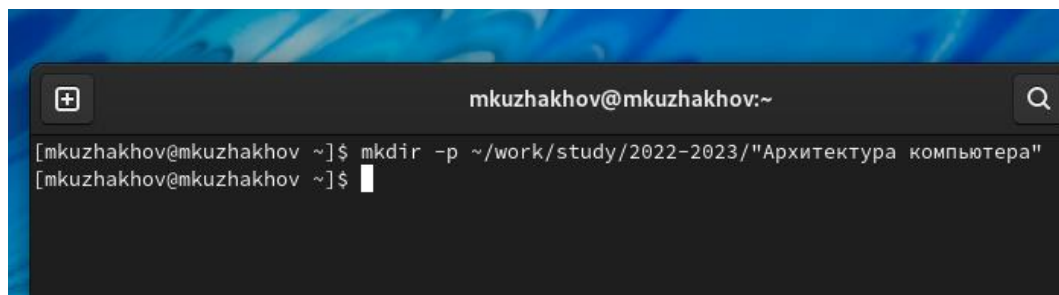 mkuzhakhov@mkuzhakhov:~
[mkuzhakhov@mkuzhakhov ~]$ mkdir -p ~/work/study/2022-2023/"Архитектура компьютера"
[mkuzhakhov@mkuzhakhov ~]$